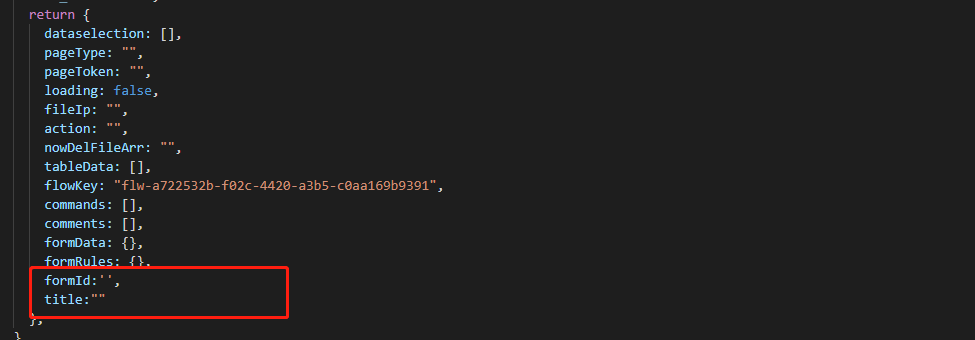 return {
dataselection: [],
pageType: "",
pageToken: "",
loading: false,
fileIp: "",
action: "",
nowDelFileArr: "",
tableData: [],
flowKey: "flw-a722532b-f02c-4420-a3b5-c0aa169b9391",
commands: [],
comments: [],
formData: {},
formRules: {},
formId:'',
title:""
};
}